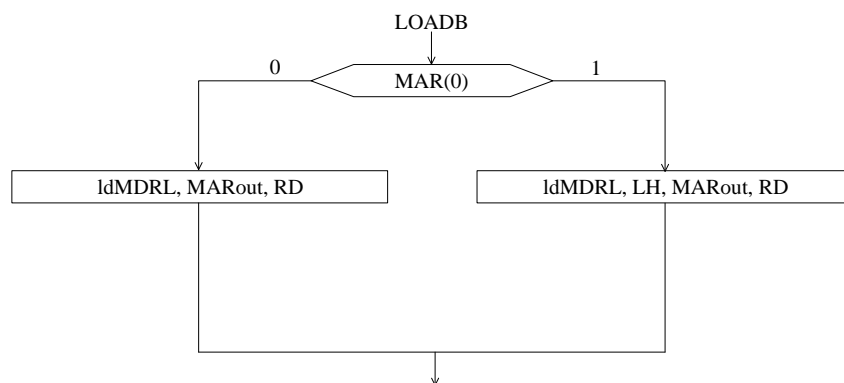 LOADB
0
MAR(0)
1
ldMDRL, MARout, RD
ldMDRL, LH, MARout, RD